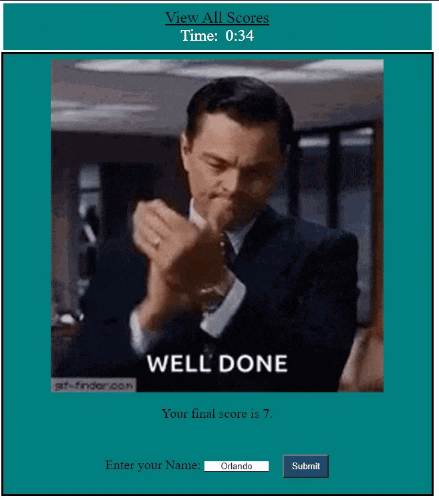 View All Scores
Time: 0:34
WELL DONE
gif-finder.com
Your final score is 7.
Enter your Name: Orlando Submit